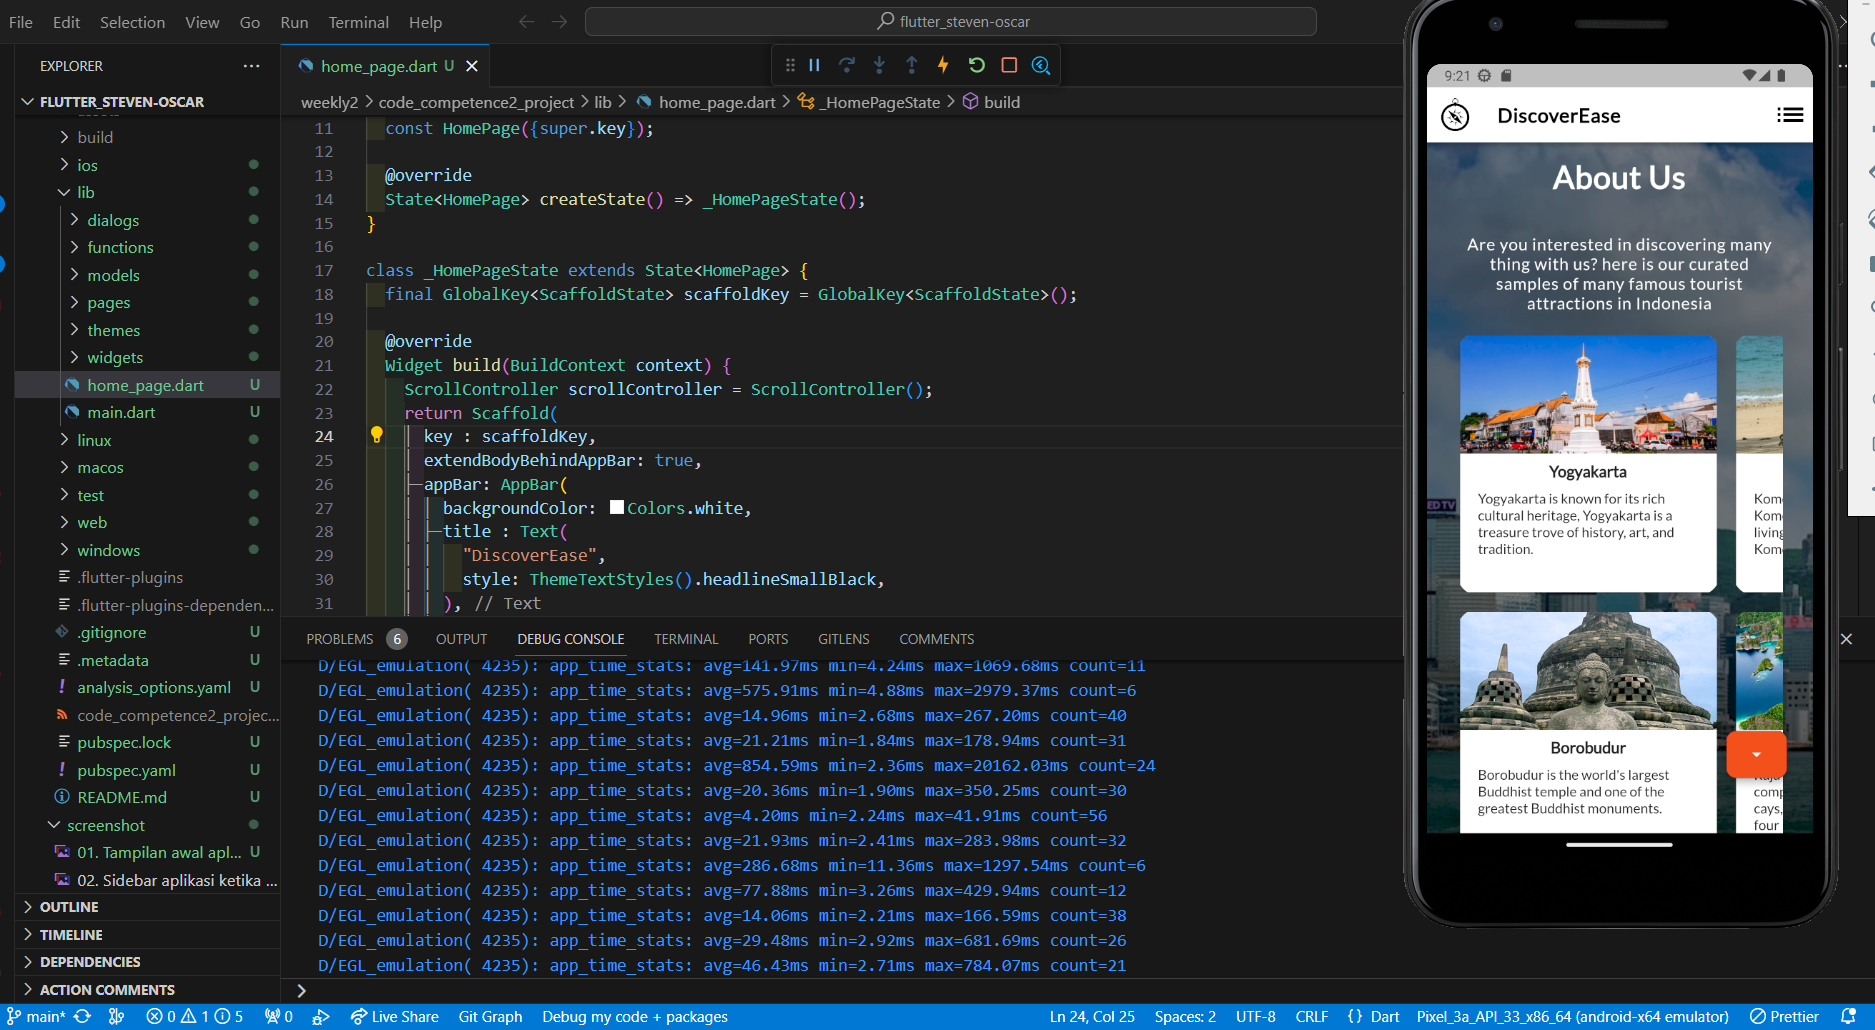 File Edit Selection View Go Run Terminal Help
flutter_steven-oscar
EXPLORER
FLUTTER_STEVEN-OSCAR
build
ios
lib
dialogs
functions
models
pages
themes
widgets
home_page.dart U
main.dart U
linux
macos
test
web
windows
.flutter-plugins
.flutter-plugins-dependen...
.gitignore U
.metadata U
analysis_options.yaml U
code_competence2_projec...
pubspec.lock U
pubspec.yaml U
README.md U
screenshot
01. Tampilan awal apl... U
02. Sidebar aplikasi ketika ...
OUTLINE
TIMELINE
DEPENDENCIES
ACTION COMMENTS
home_page.dart U
weekly2 > code_competence2_project > lib > home_page.dart > _HomePageState > build
11 const HomePage({super.key});
12
13 @override
14 State<HomePage> createState() => _HomePageState();
15 }
16
17 class _HomePageState extends State<HomePage> {
18 final GlobalKey<ScaffoldState> scaffoldKey = GlobalKey<ScaffoldState>();
19
20 @override
21 Widget build(BuildContext context) {
22 ScrollController scrollController = ScrollController();
23 return Scaffold(
24 key : scaffoldKey,
25 extendBodyBehindAppBar: true,
26 appBar: AppBar(
27 backgroundColor: Colors.white,
28 title : Text(
29 "DiscoverEase",
30 style: ThemeTextStyles().headlineSmallBlack,
31 ), // Text
PROBLEMS 6 OUTPUT DEBUG CONSOLE TERMINAL PORTS GITLENS COMMENTS
D/EGL_emulation( 4235): app_time_stats: avg=141.97ms min=4.24ms max=1069.68ms count=11
D/EGL_emulation( 4235): app_time_stats: avg=575.91ms min=4.88ms max=2979.37ms count=6
D/EGL_emulation( 4235): app_time_stats: avg=14.96ms min=2.68ms max=267.20ms count=40
D/EGL_emulation( 4235): app_time_stats: avg=21.21ms min=1.84ms max=178.94ms count=31
D/EGL_emulation( 4235): app_time_stats: avg=854.59ms min=2.36ms max=20162.03ms count=24
D/EGL_emulation( 4235): app_time_stats: avg=20.36ms min=1.90ms max=350.25ms count=30
D/EGL_emulation( 4235): app_time_stats: avg=4.20ms min=2.24ms max=41.91ms count=56
D/EGL_emulation( 4235): app_time_stats: avg=21.93ms min=2.41ms max=283.98ms count=32
D/EGL_emulation( 4235): app_time_stats: avg=286.68ms min=11.36ms max=1297.54ms count=6
D/EGL_emulation( 4235): app_time_stats: avg=77.88ms min=3.26ms max=429.94ms count=12
D/EGL_emulation( 4235): app_time_stats: avg=14.06ms min=2.21ms max=166.59ms count=38
D/EGL_emulation( 4235): app_time_stats: avg=29.48ms min=2.92ms max=681.69ms count=26
D/EGL_emulation( 4235): app_time_stats: avg=46.43ms min=2.71ms max=784.07ms count=21
9:21
DiscoverEase
About Us
Are you interested in discovering many
thing with us? here is our curated
samples of many famous tourist
attractions in Indonesia
Yogyakarta
Yogyakarta is known for its rich
cultural heritage, Yogyakarta is a
treasure trove of history, art, and
tradition.
Kom
Kom
living
Kom
ED TV
Borobudur
Borobudur is the world's largest
Buddhist temple and one of the
greatest Buddhist monuments.
comp
cays,
four
main* 0 1 5 0 Live Share Git Graph Debug my code + packages Ln 24, Col 25 Spaces: 2 UTF-8 CRLF {} Dart Pixel_3a_API_33_x86_64 (android-x64 emulator) Prettier